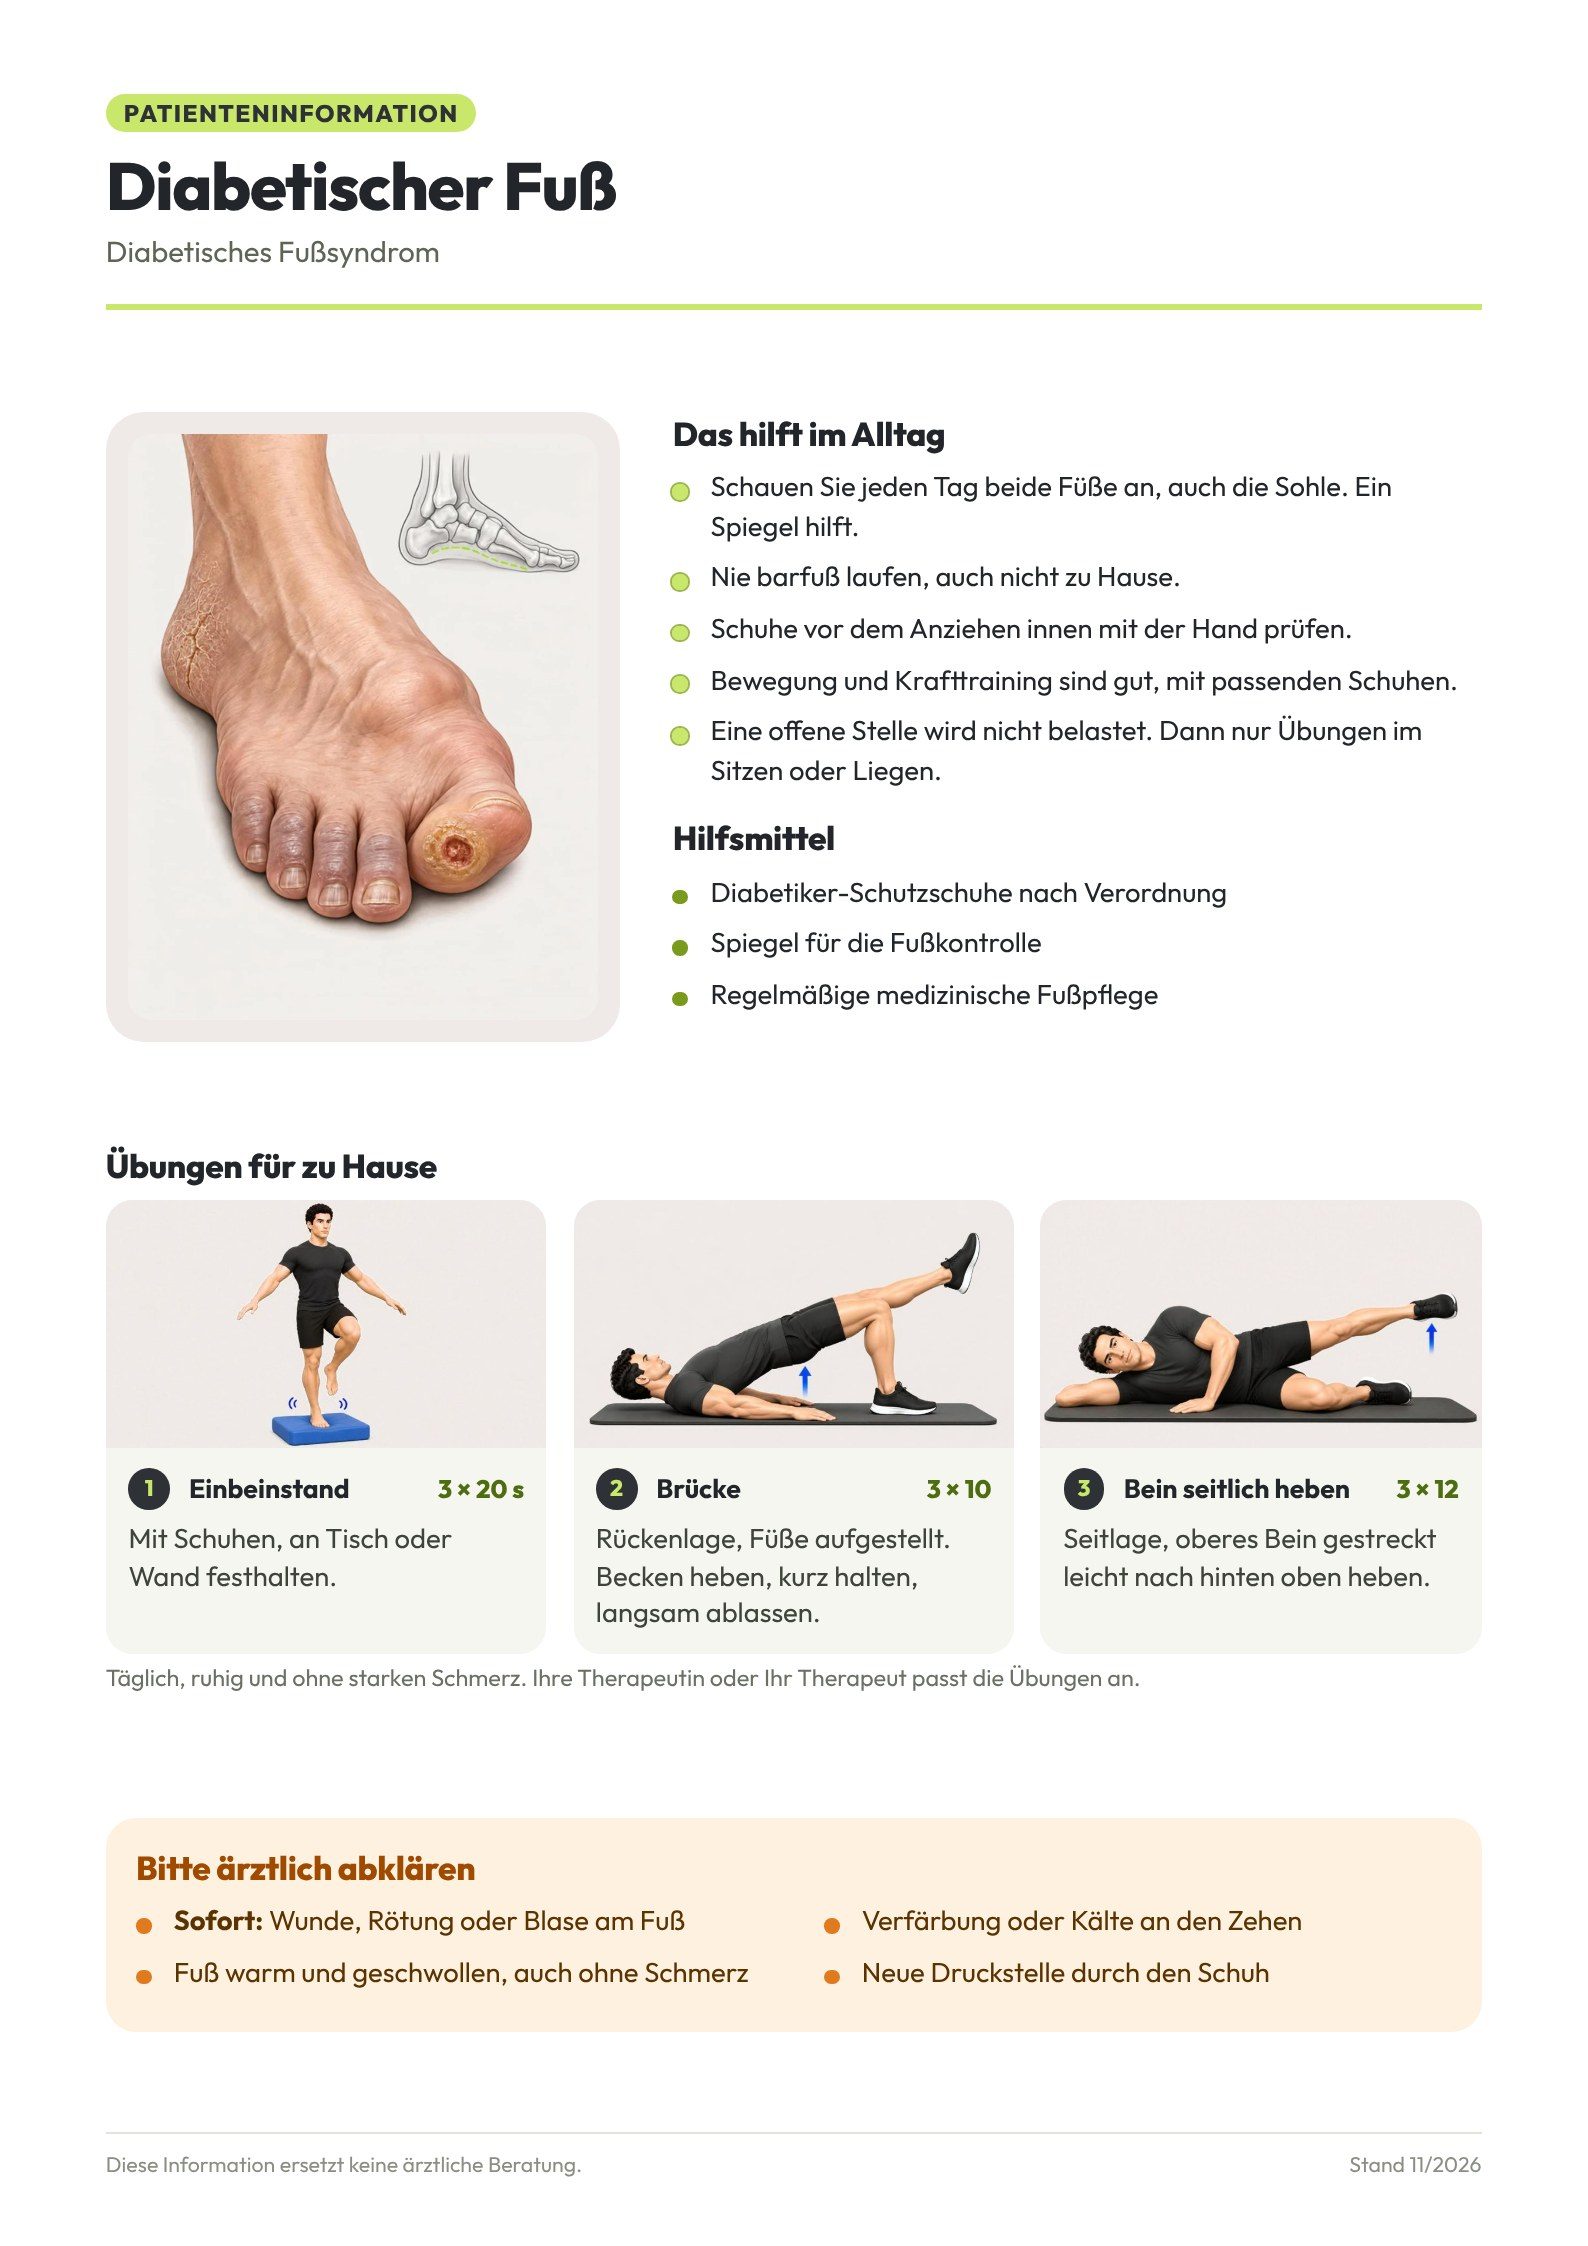 PATIENTENINFORMATION
Diabetischer Fuß
Diabetisches Fußsyndrom
Das hilft im Alltag
Schauen Sie jeden Tag beide Füße an, auch die Sohle. Ein
Spiegel hilft.
Nie barfuß laufen, auch nicht zu Hause.
Schuhe vor dem Anziehen innen mit der Hand prüfen.
Bewegung und Krafttraining sind gut, mit passenden Schuhen.
Eine offene Stelle wird nicht belastet. Dann nur Übungen im
Sitzen oder Liegen.
Hilfsmittel
Diabetiker-Schutzschuhe nach Verordnung
Spiegel für die Fußkontrolle
Regelmäßige medizinische Fußpflege
Übungen für zu Hause
1 Einbeinstand 3 × 20 s
Mit Schuhen, an Tisch oder
Wand festhalten.
2 Brücke 3 × 10
Rückenlage, Füße aufgestellt.
Becken heben, kurz halten,
langsam ablassen.
3 Bein seitlich heben 3 × 12
Seitlage, oberes Bein gestreckt
leicht nach hinten oben heben.
Täglich, ruhig und ohne starken Schmerz. Ihre Therapeutin oder Ihr Therapeut passt die Übungen an.
Bitte ärztlich abklären
Sofort: Wunde, Rötung oder Blase am Fuß
Fuß warm und geschwollen, auch ohne Schmerz
Verfärbung oder Kälte an den Zehen
Neue Druckstelle durch den Schuh
Diese Information ersetzt keine ärztliche Beratung.
Stand 11/2026